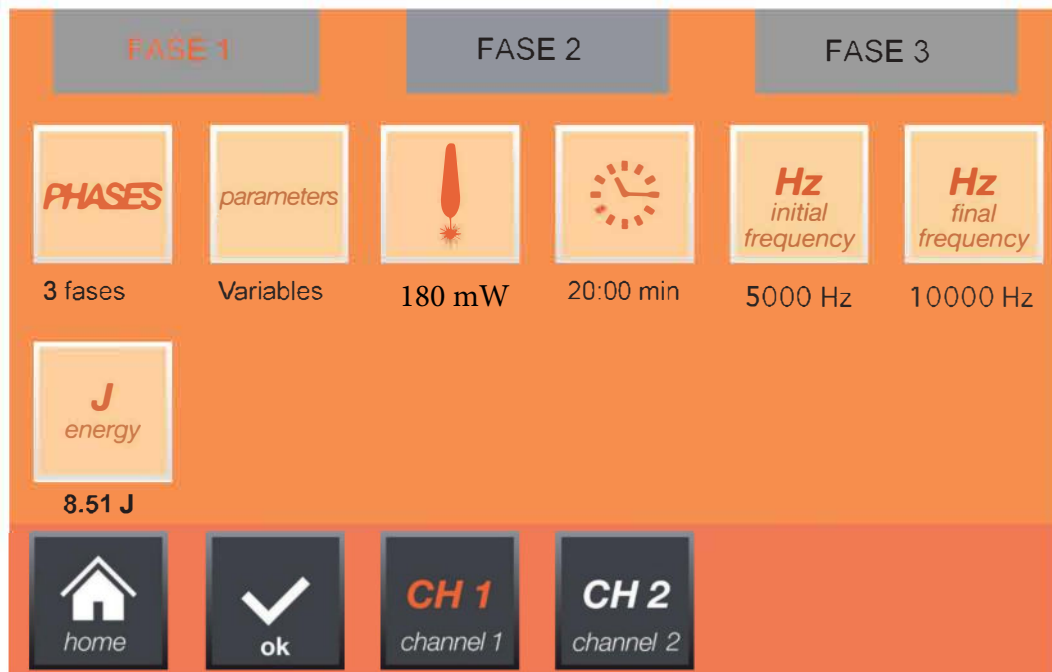 FASE 1
FASE 2
FASE 3
PHASES
parameters
Hz
initial
frequency
Hz
final
frequency
3 fases
Variables
180 mW
20:00 min
5000 Hz
10000 Hz
J
energy
8.51 J
home
ok
CH 1
channel 1
CH 2
channel 2